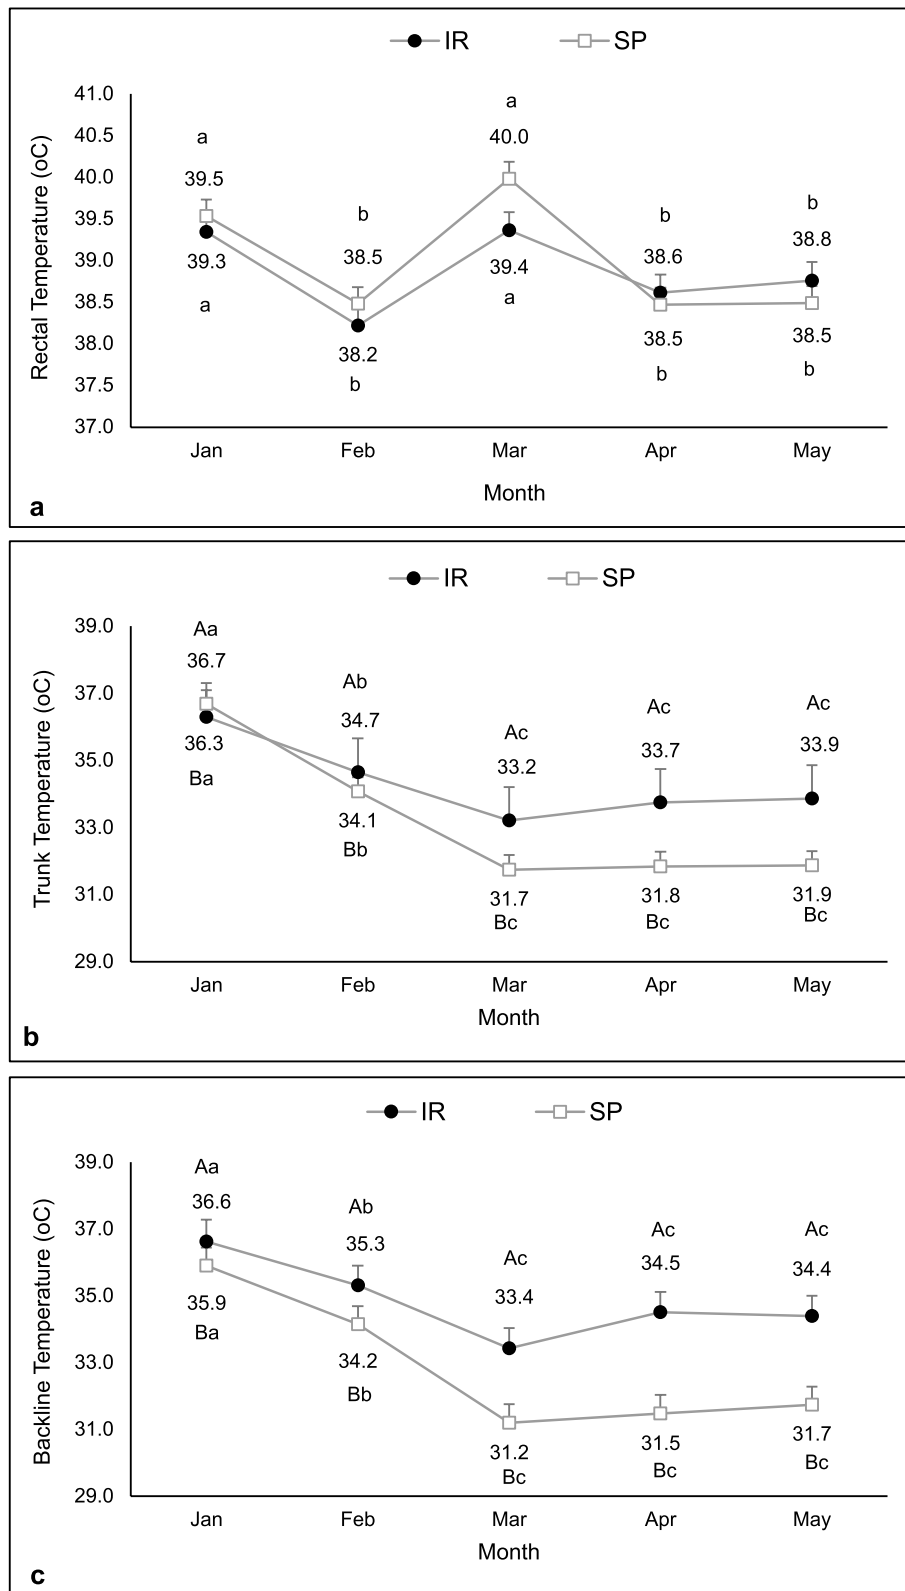 IR SP
41.0
40.5
40.0
39.5
39.0
38.5
38.0
37.5
37.0
Rectal Temperature (oC)
a
a
39.5
40.0
b
b
b
38.5
38.6
38.8
39.3
39.4
a
a
38.2
38.5
38.5
b
b
b
Jan Feb Mar Apr May
Month
a
IR SP
39.0
37.0
35.0
33.0
31.0
29.0
Trunk Temperature (oC)
Aa
36.7
Ab
Ac
Ac
Ac
34.7
33.2
33.7
33.9
36.3
Ba
34.1
Bb
31.7
31.8
31.9
Bc
Bc
Bc
Jan Feb Mar Apr May
Month
b
IR SP
39.0
37.0
35.0
33.0
31.0
29.0
Backline Temperature (oC)
Aa
36.6
Ab
35.3
Ac
Ac
Ac
33.4
34.5
34.4
35.9
Ba
34.2
Bb
31.2
31.5
31.7
Bc
Bc
Bc
Jan Feb Mar Apr May
Month
c